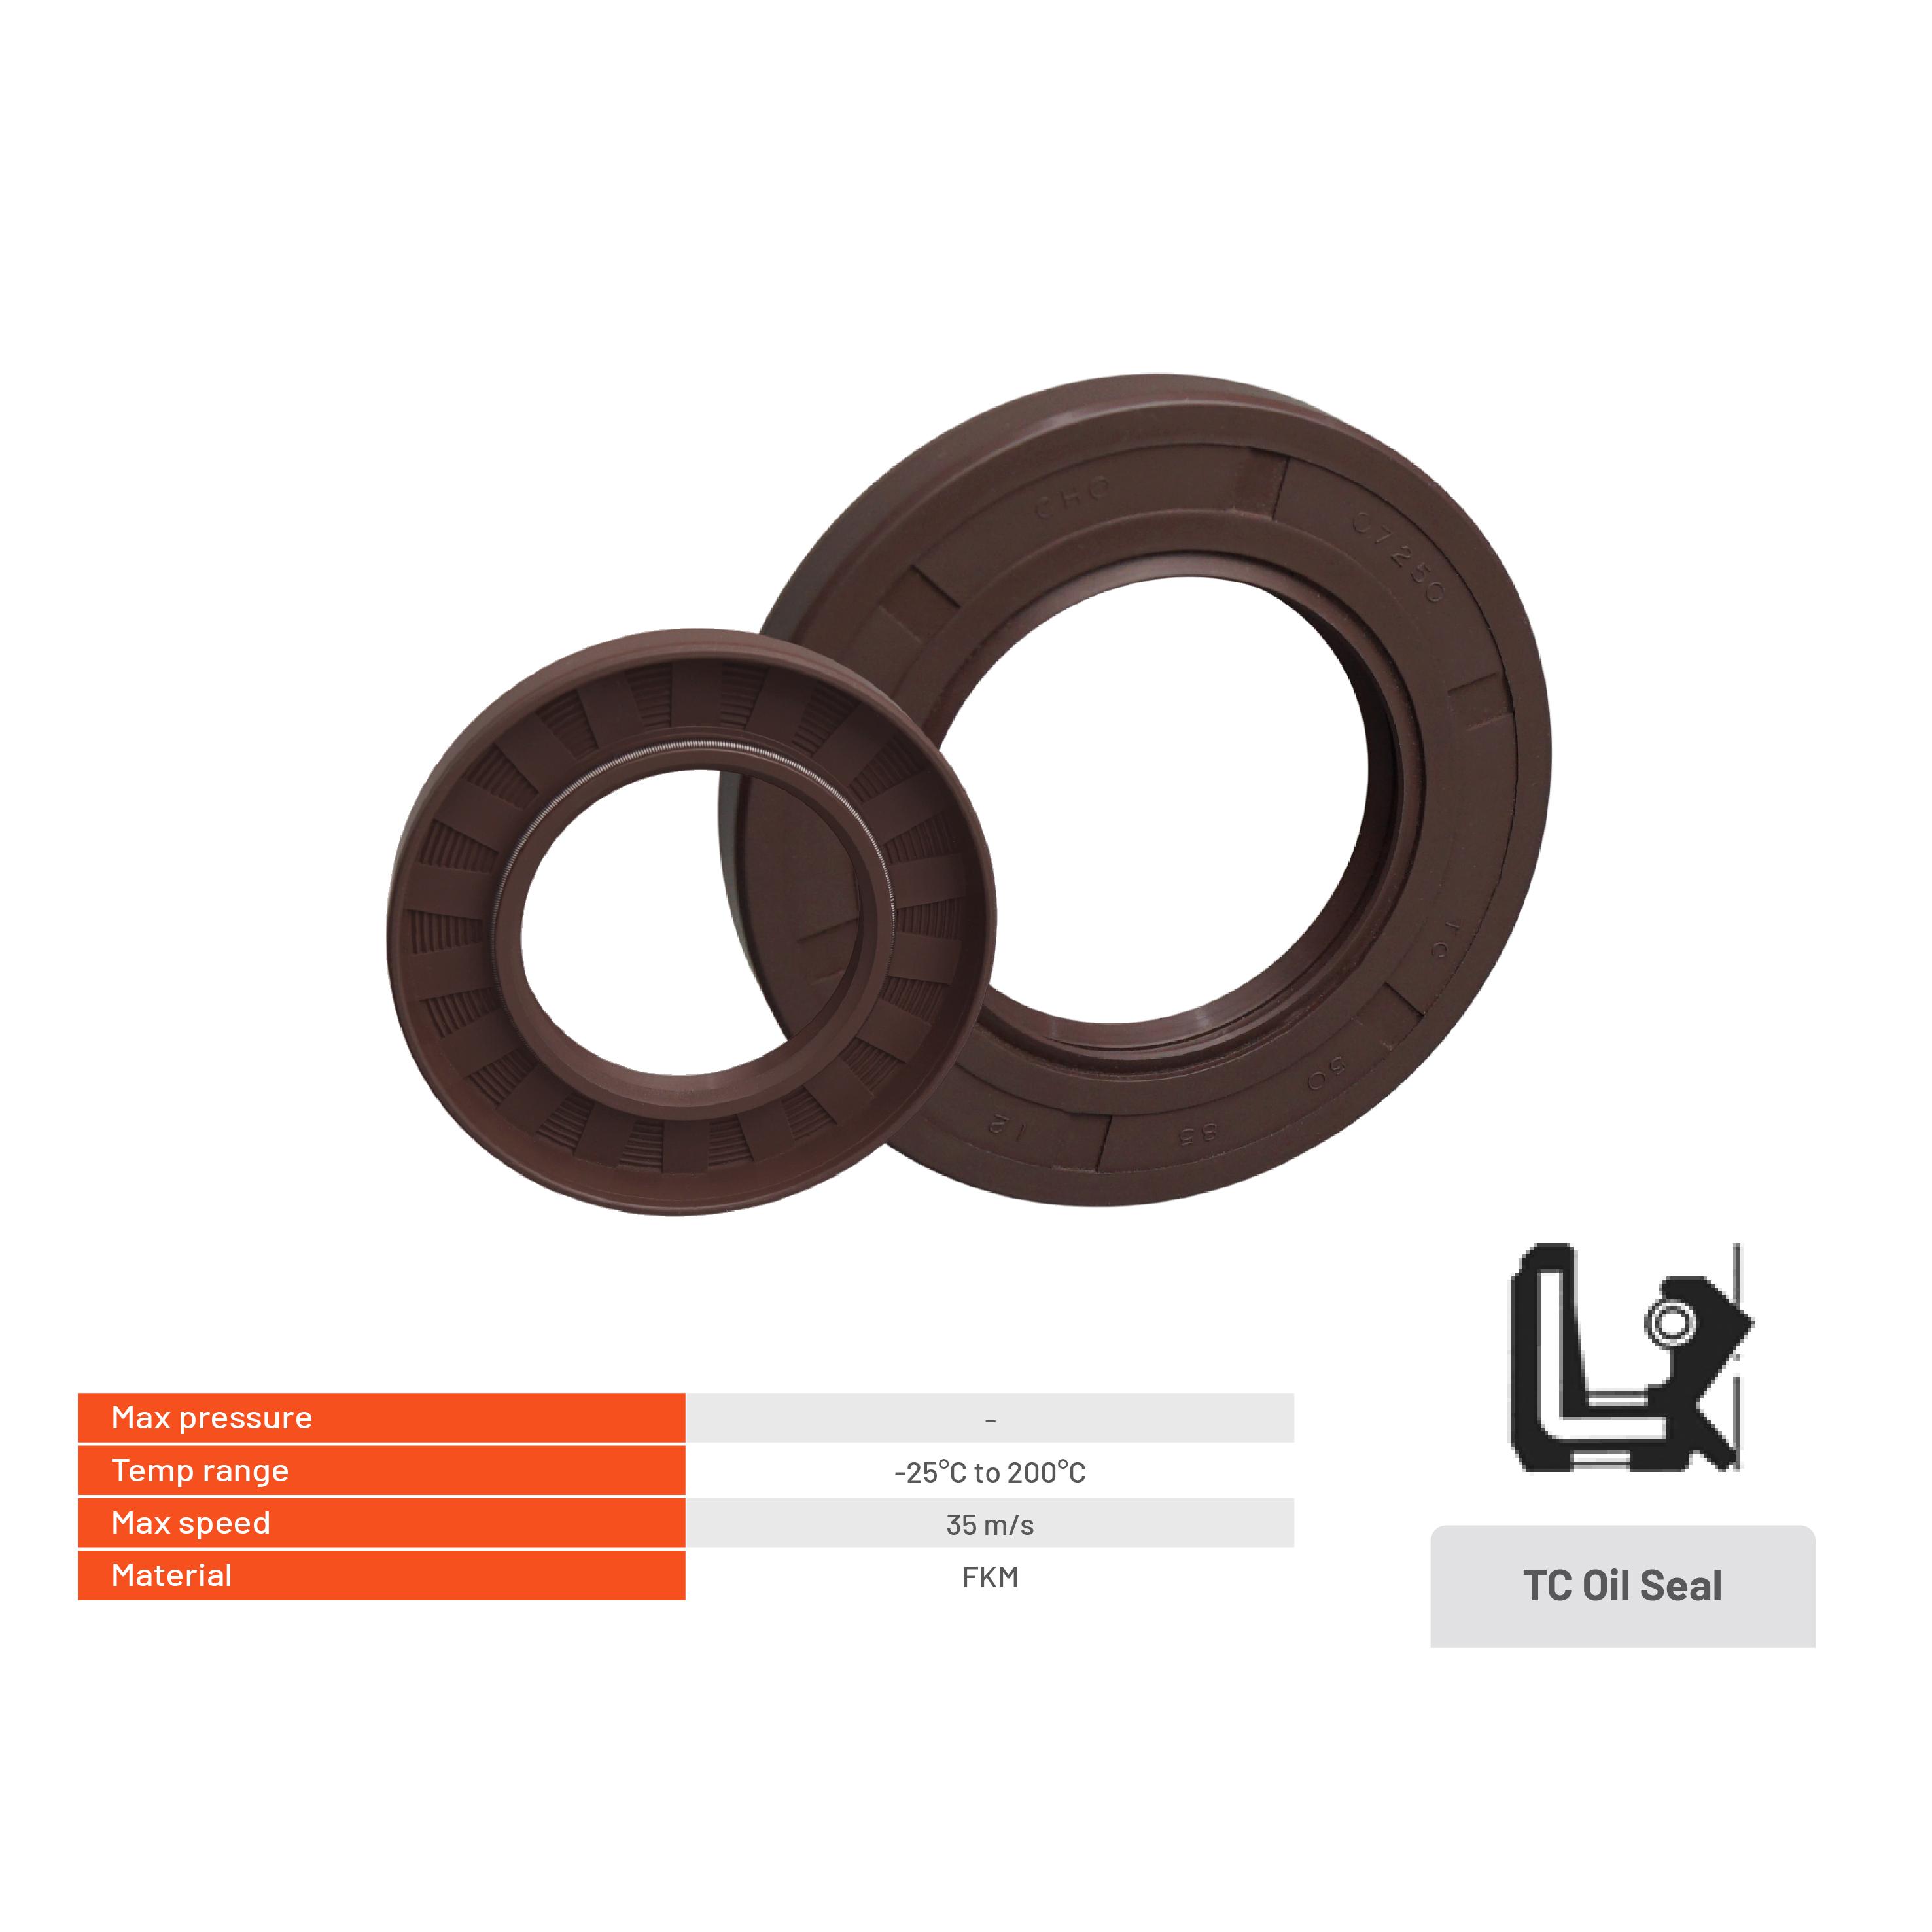 CHO
07250
TC
50
85
12
Max pressure -
Temp range -25°C to 200°C
Max speed 35 m/s
Material FKM
TC Oil Seal